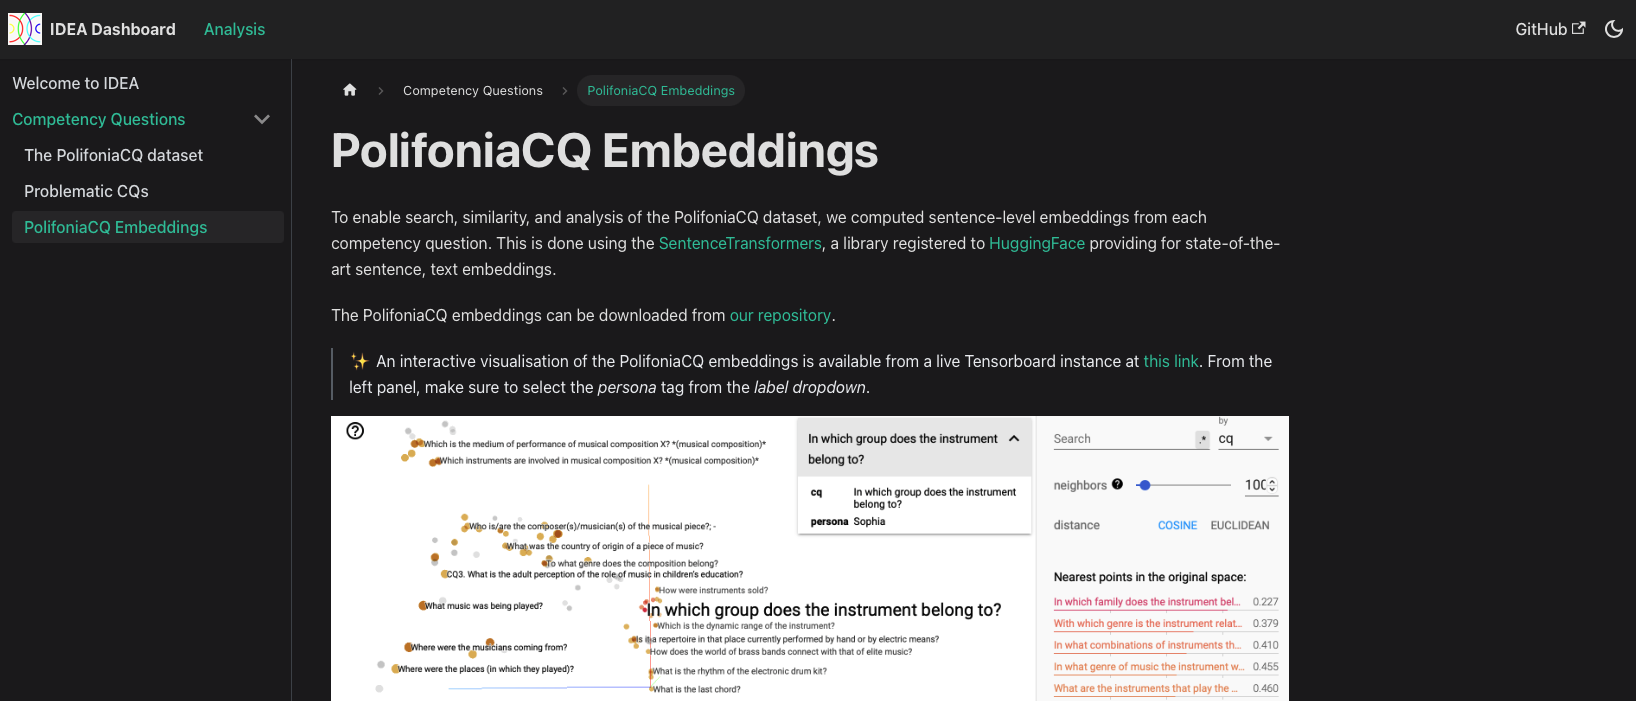 IDEA Dashboard Analysis GitHub
Welcome to IDEA
Competency Questions
The PolifoniaCQ dataset
Problematic CQs
PolifoniaCQ Embeddings
Competency Questions PolifoniaCQ Embeddings
PolifoniaCQ Embeddings
To enable search, similarity, and analysis of the PolifoniaCQ dataset, we computed sentence-level embeddings from each
competency question. This is done using the SentenceTransformers, a library registered to HuggingFace providing for state-of-the-
art sentence, text embeddings.
The PolifoniaCQ embeddings can be downloaded from our repository.
✨ An interactive visualisation of the PolifoniaCQ embeddings is available from a live Tensorboard instance at this link. From the
left panel, make sure to select the persona tag from the label dropdown.
Which is the medium of performance of musical composition X? *(musical composition)*
Which instruments are involved in musical composition X? *(musical composition)*
Who is/are the composer(s)/musician(s) of the musical piece?; -
What was the country of origin of a piece of music?
To what genre does the composition belong?
CQ3. What is the adult perception of the role of music in children's education?
How were instruments sold?
What music was being played?
In which group does the instrument belong to?
Which is the dynamic range of the instrument?
Is it a repertoire in that place currently performed by hand or by electric means?
Where were the musicians coming from?
How does the world of brass bands connect with that of elite music?
Where were the places (in which they played)?
What is the rhythm of the electronic drum kit?
What is the last chord?
In which group does the instrument
belong to?
cq In which group does the instrument
belong to?
persona Sophia
by
Search .* cq
neighbors 100
distance COSINE EUCLIDEAN
Nearest points in the original space:
In which family does the instrument bel... 0.227
With which genre is the instrument relat... 0.379
In what combinations of instruments th... 0.410
In what genre of music the instrument w... 0.455
What are the instruments that play the ... 0.460